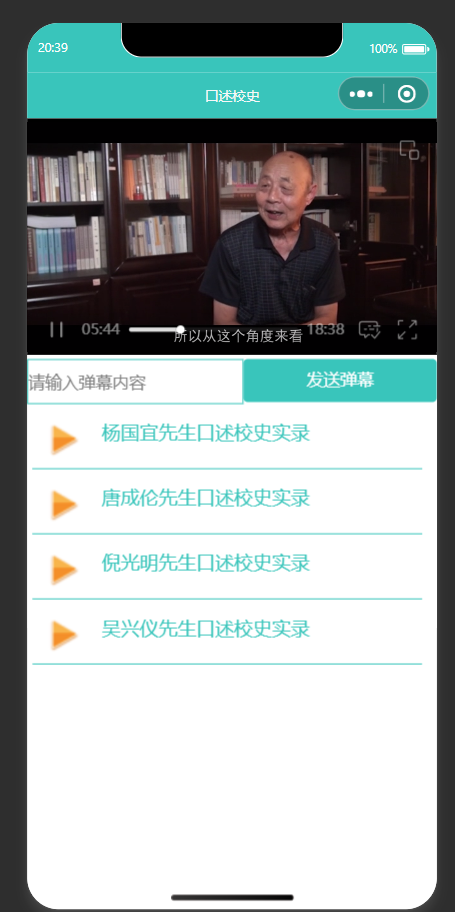 20:39
100%
口述校史
05:44
18:38
所以从这个角度来看
请输入弹幕内容
发送弹幕
杨国宜先生口述校史实录
唐成伦先生口述校史实录
倪光明先生口述校史实录
吴兴仪先生口述校史实录